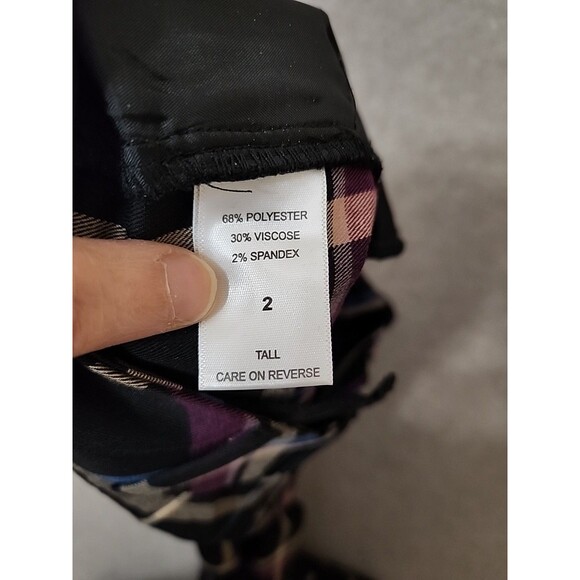 68% POLYESTER
30% VISCOSE
2% SPANDEX
2
TALL
CARE ON REVERSE